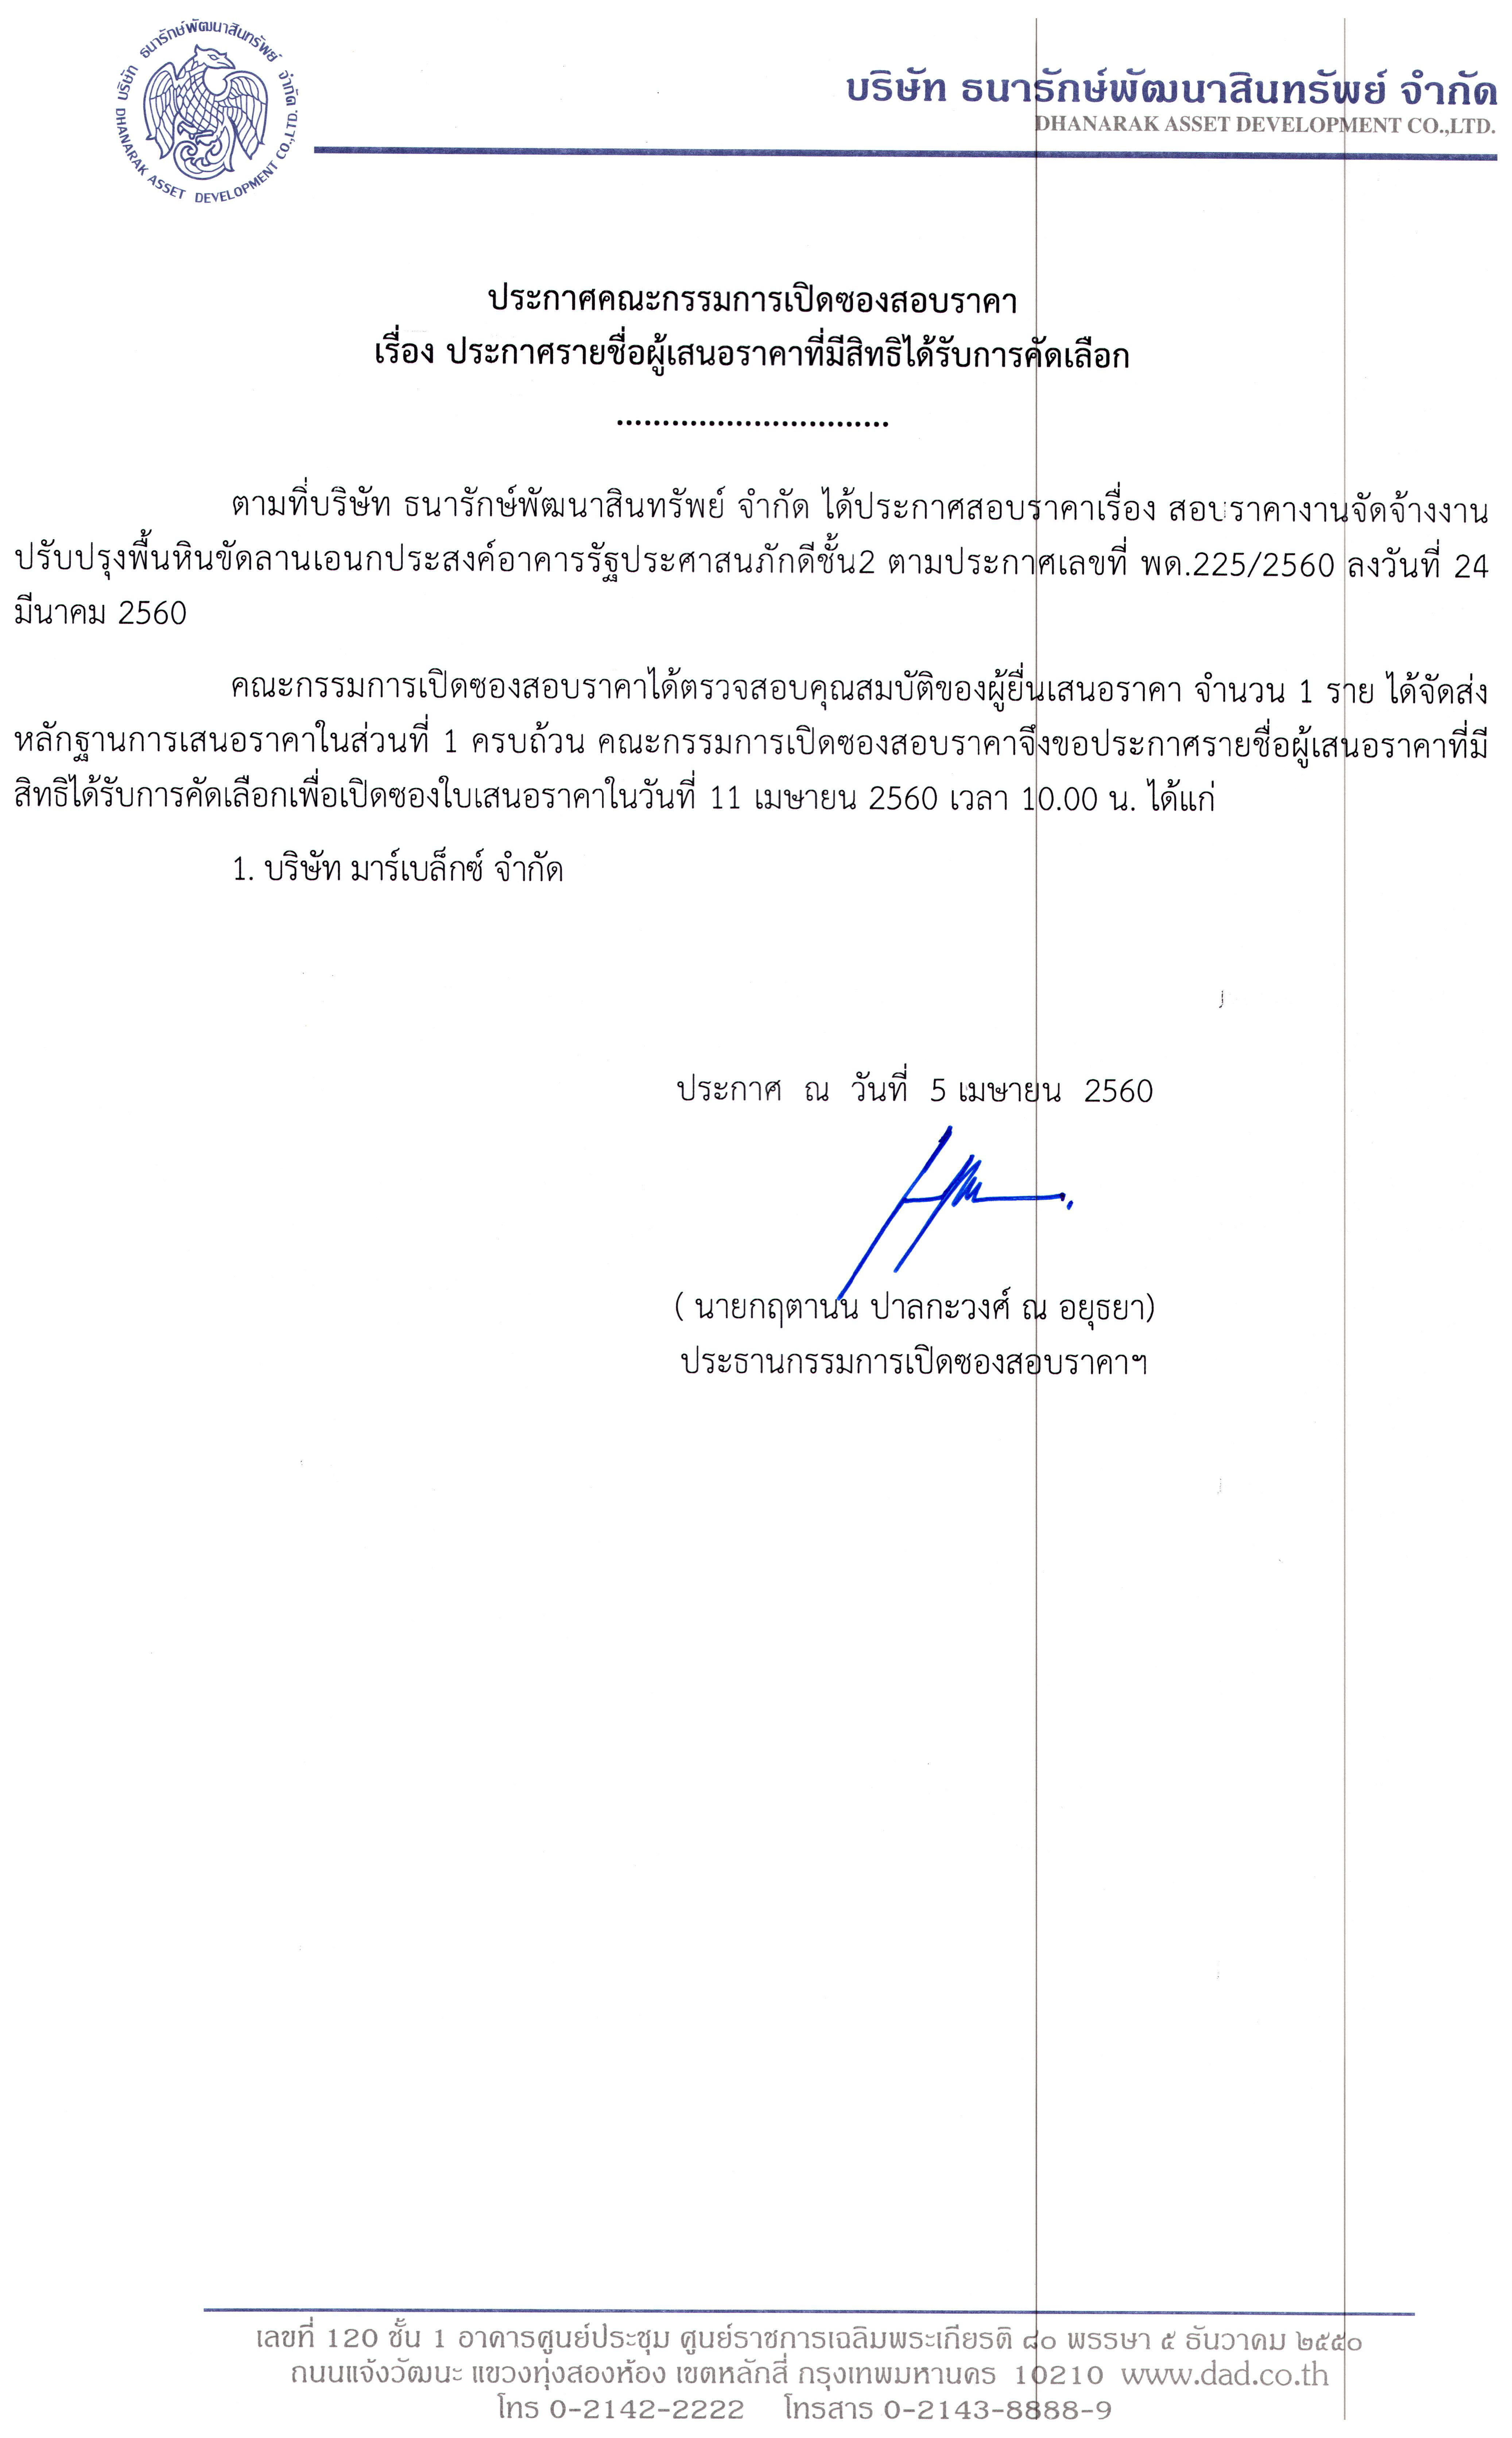 บริษัท ธนารักษ์พัฒนาสินทรัพย์ จำกัด
DHANARAK ASSET DEVELOPMENT CO.,LTD.
บริษัท ธนารักษ์พัฒนาสินทรัพย์ จำกัด
DHANARAK ASSET DEVELOPMENT CO.,LTD.
ประกาศคณะกรรมการเปิดซองสอบราคา
เรื่อง ประกาศรายชื่อผู้เสนอราคาที่มีสิทธิได้รับการคัดเลือก
..............................
ตามที่บริษัท ธนารักษ์พัฒนาสินทรัพย์ จำกัด ได้ประกาศสอบราคาเรื่อง สอบราคางานจัดจ้างงาน
ปรับปรุงพื้นหินขัดลานเอนกประสงค์อาคารรัฐประศาสนภักดีชั้น2 ตามประกาศเลขที่ พด.225/2560 ลงวันที่ 24
มีนาคม 2560
คณะกรรมการเปิดซองสอบราคาได้ตรวจสอบคุณสมบัติของผู้ยื่นเสนอราคา จำนวน 1 ราย ได้จัดส่ง
หลักฐานการเสนอราคาในส่วนที่ 1 ครบถ้วน คณะกรรมการเปิดซองสอบราคาจึงขอประกาศรายชื่อผู้เสนอราคาที่มี
สิทธิได้รับการคัดเลือกเพื่อเปิดซองใบเสนอราคาในวันที่ 11 เมษายน 2560 เวลา 10.00 น. ได้แก่
1. บริษัท มาร์เบล็กซ์ จำกัด
ประกาศ ณ วันที่ 5 เมษายน 2560
( นายกฤตานน ปาลกะวงศ์ ณ อยุธยา)
ประธานกรรมการเปิดซองสอบราคาฯ
เลขที่ 120 ชั้น 1 อาคารศูนย์ประชุม ศูนย์ราชการเฉลิมพระเกียรติ ๘๐ พรรษา ๕ ธันวาคม ๒๕๕๐
ถนนแจ้งวัฒนะ แขวงทุ่งสองห้อง เขตหลักสี่ กรุงเทพมหานคร 10210 www.dad.co.th
โทร 0-2142-2222 โทรสาร 0-2143-8888-9